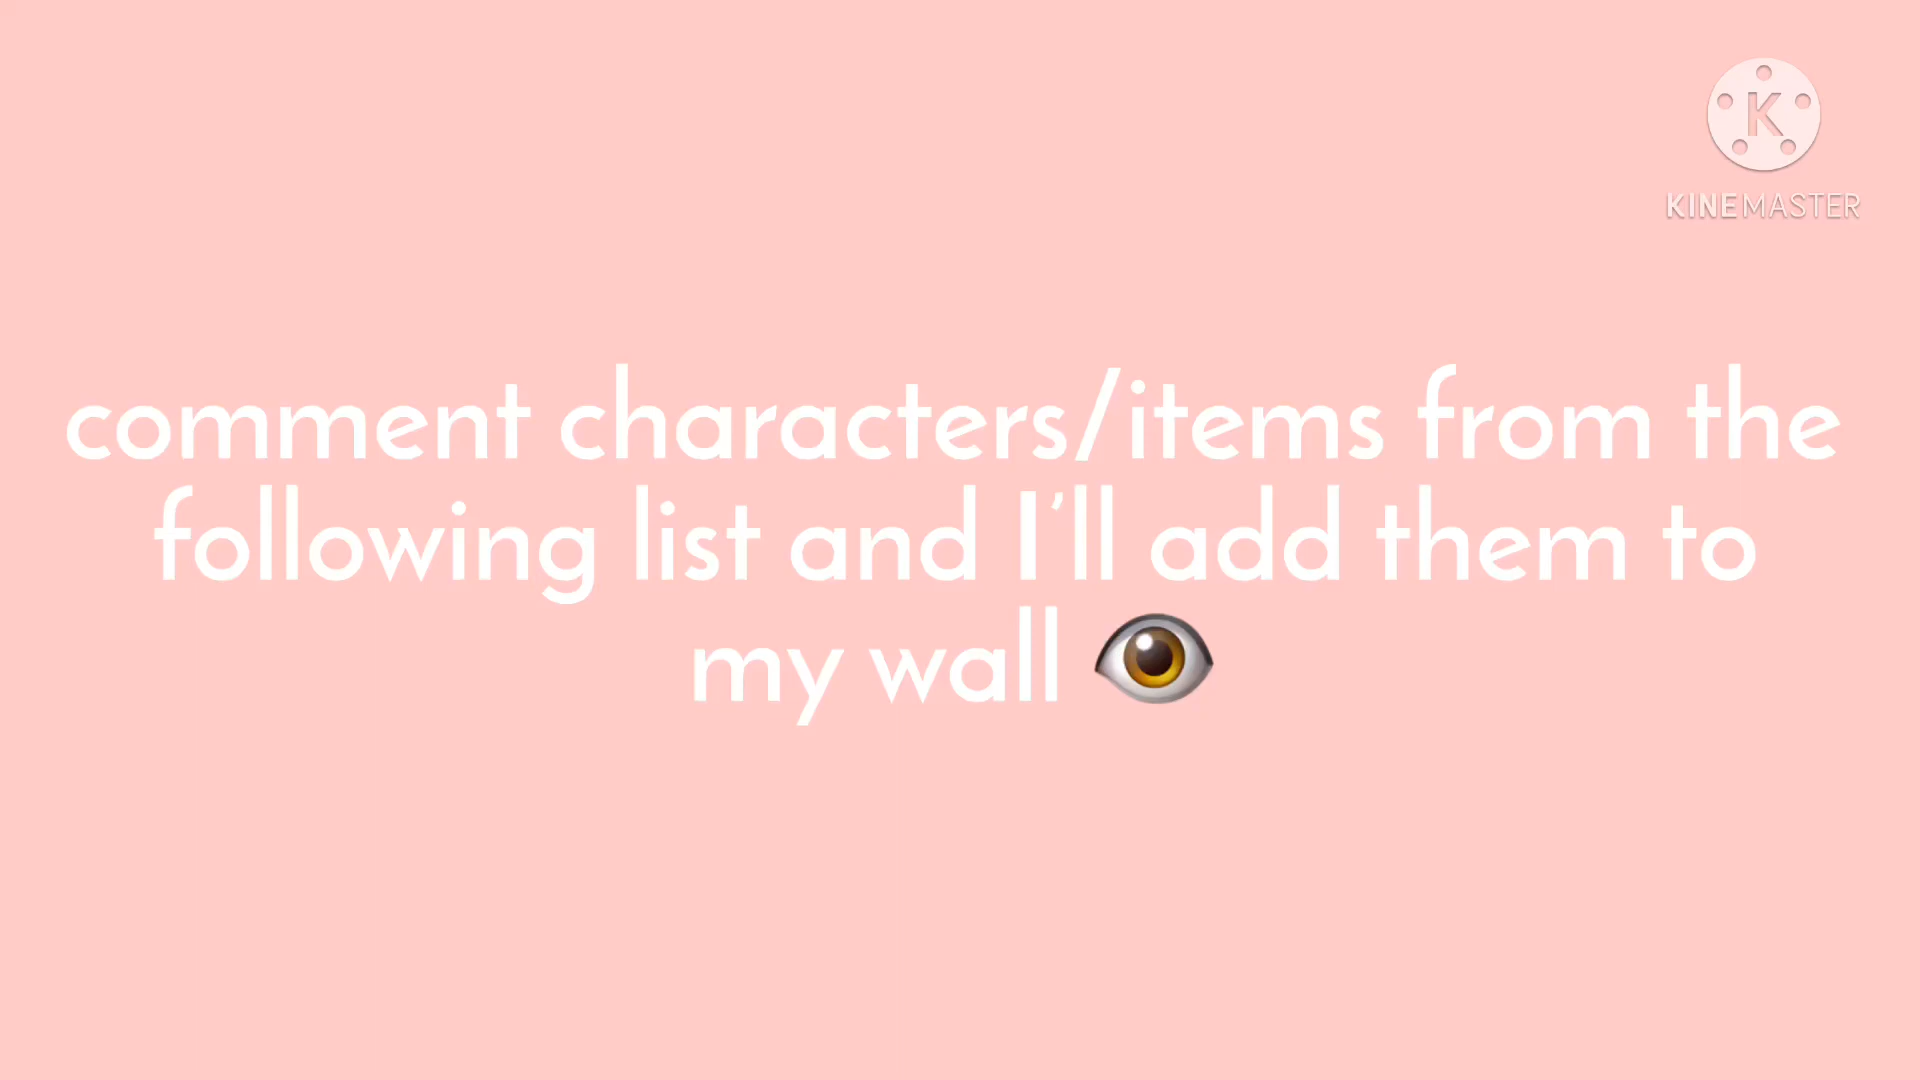 K
KINEMASTER
comment characters/items from the
following list and I'll add them to
my wall 👁